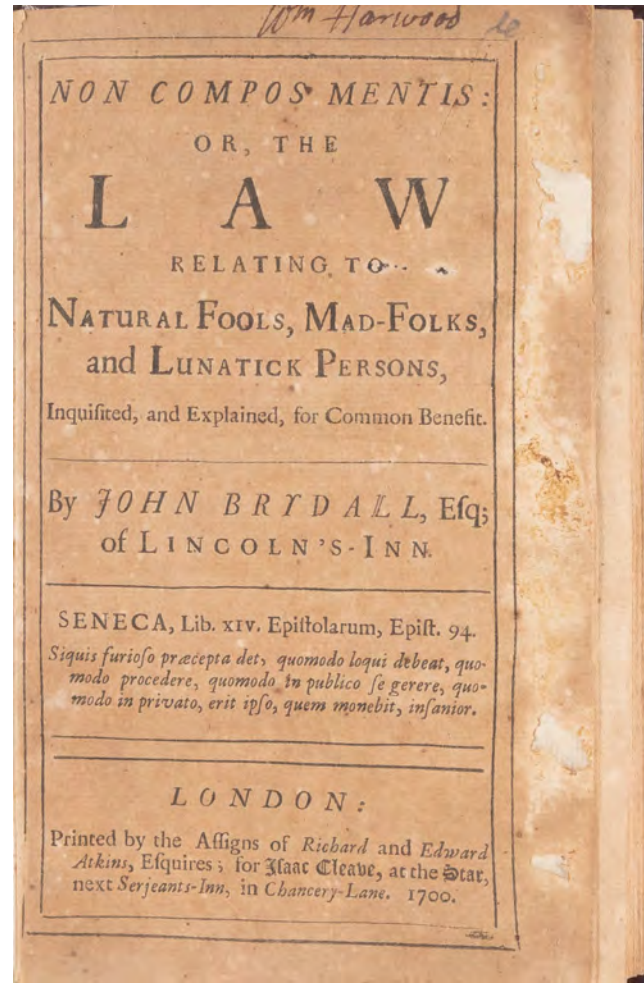 Wm Harwood
NON COMPOS MENTIS:
OR, THE
LAW
RELATING TO
NATURAL FOOLS, MAD-FOLKS,
and LUNATICK PERSONS,
Inquiſited, and Explained, for Common Benefit.
By JOHN BRYDALL, Eſq;
of LINCOLN'S-INN.
SENECA, Lib. XIV. Epiſtolarum, Epiſt. 94.
Siquis furioſo præcepta det, quomodo loqui debeat, quo-
modo procedere, quomodo in publico ſe gerere, quo-
modo in privato, erit ipſo, quem monebit, inſanior.
LONDON:
Printed by the Aſſigns of Richard and Edward
Atkins, Eſquires; for Iſaac Cleave, at the Star,
next Serjeants-Inn, in Chancery-Lane. 1700.